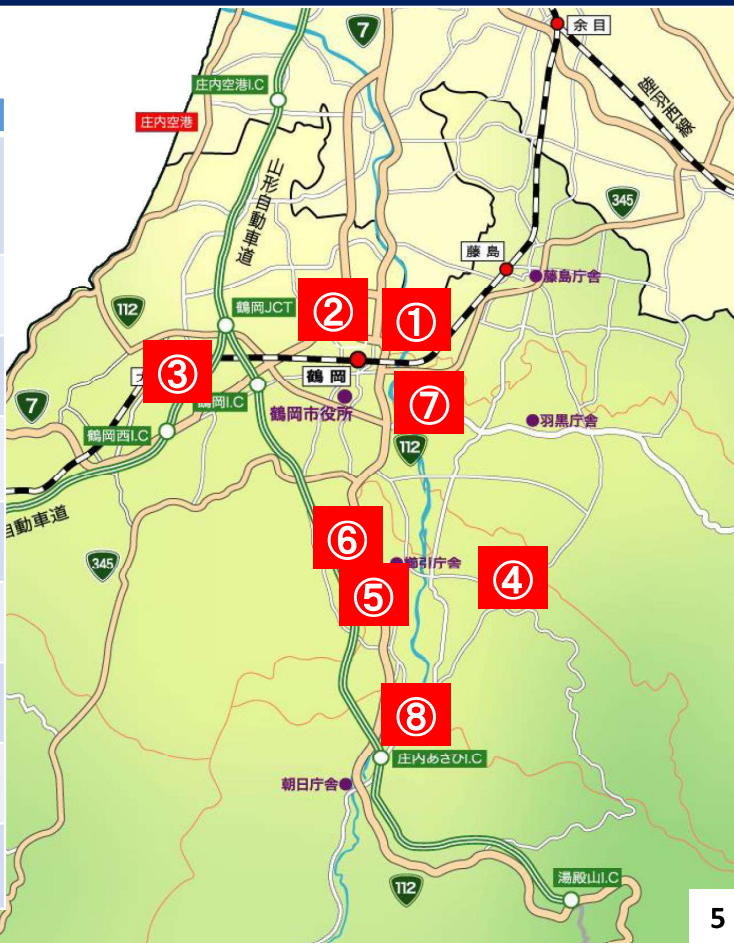 7
余目
庄内空港I.C
庄内空港
陸羽西線
山形自動車道
345
藤島
藤島庁舎
②
①
鶴岡JCT
112
③
鶴岡
鶴岡I.C
鶴岡市役所
⑦
7
羽黒庁舎
鶴岡西I.C
112
自動車道
⑥
345
櫛引庁舎
④
⑤
⑧
庄内あさひI.C
朝日庁舎
湯殿山I.C
112
5